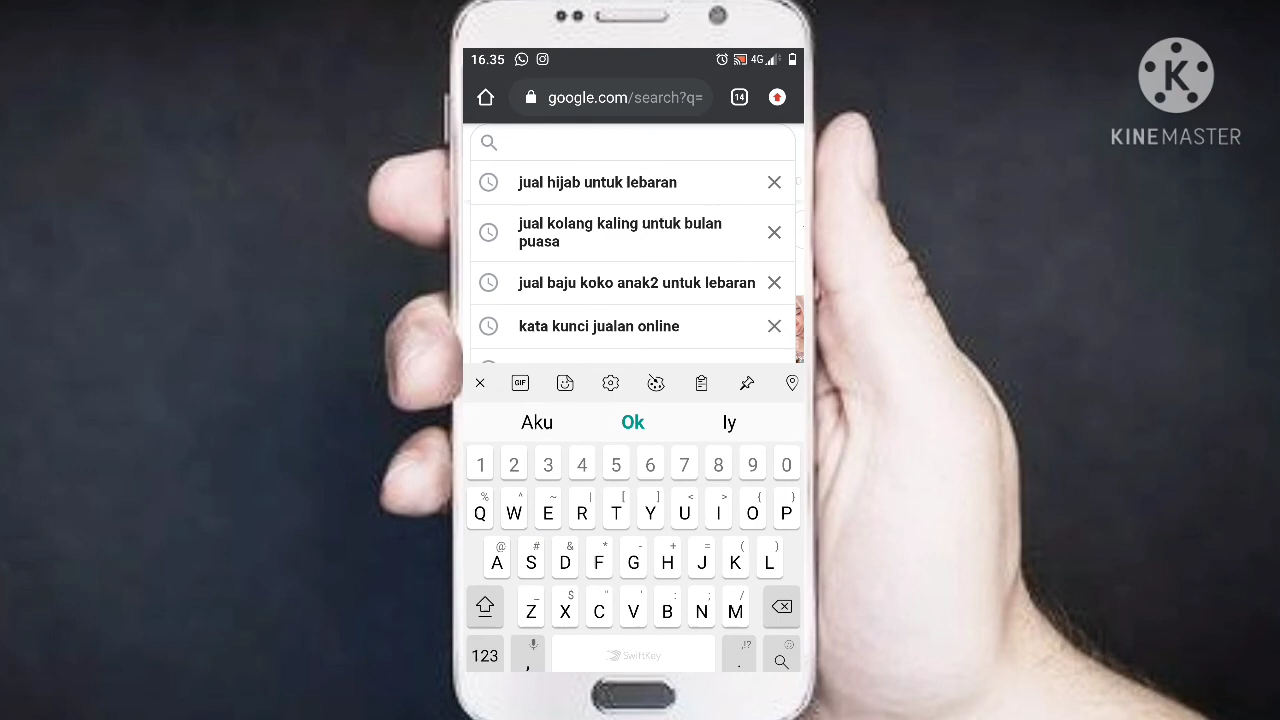 16.35
4G
google.com/search?q=
14
jual hijab untuk lebaran
jual kolang kaling untuk bulan
puasa
jual baju koko anak2 untuk lebaran
kata kunci jualan online
GIF
Aku Ok Iy
1 2 3 4 5 6 7 8 9 0
% ^ ~ | [ ] < > { }
Q W E R T Y U I O P
@ # & * - + = ( )
A S D F G H J K L
_ $ " ' : ; /
Z X C V B N M
123 , SwiftKey . ,!?
K
KINEMASTER